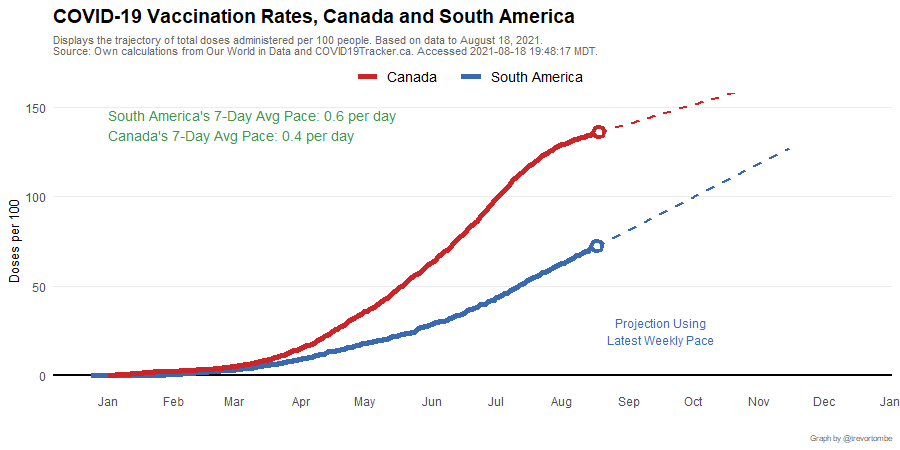 COVID-19 Vaccination Rates, Canada and South America
Displays the trajectory of total doses administered per 100 people. Based on data to August 18, 2021.
Source: Own calculations from Our World in Data and COVID19Tracker.ca. Accessed 2021-08-18 19:48:17 MDT.
Canada South America
150
South America's 7-Day Avg Pace: 0.6 per day
Canada's 7-Day Avg Pace: 0.4 per day
100
Doses per 100
50
Projection Using
Latest Weekly Pace
0
Jan Feb Mar Apr May Jun Jul Aug Sep Oct Nov Dec Jan
Graph by @trevortombe